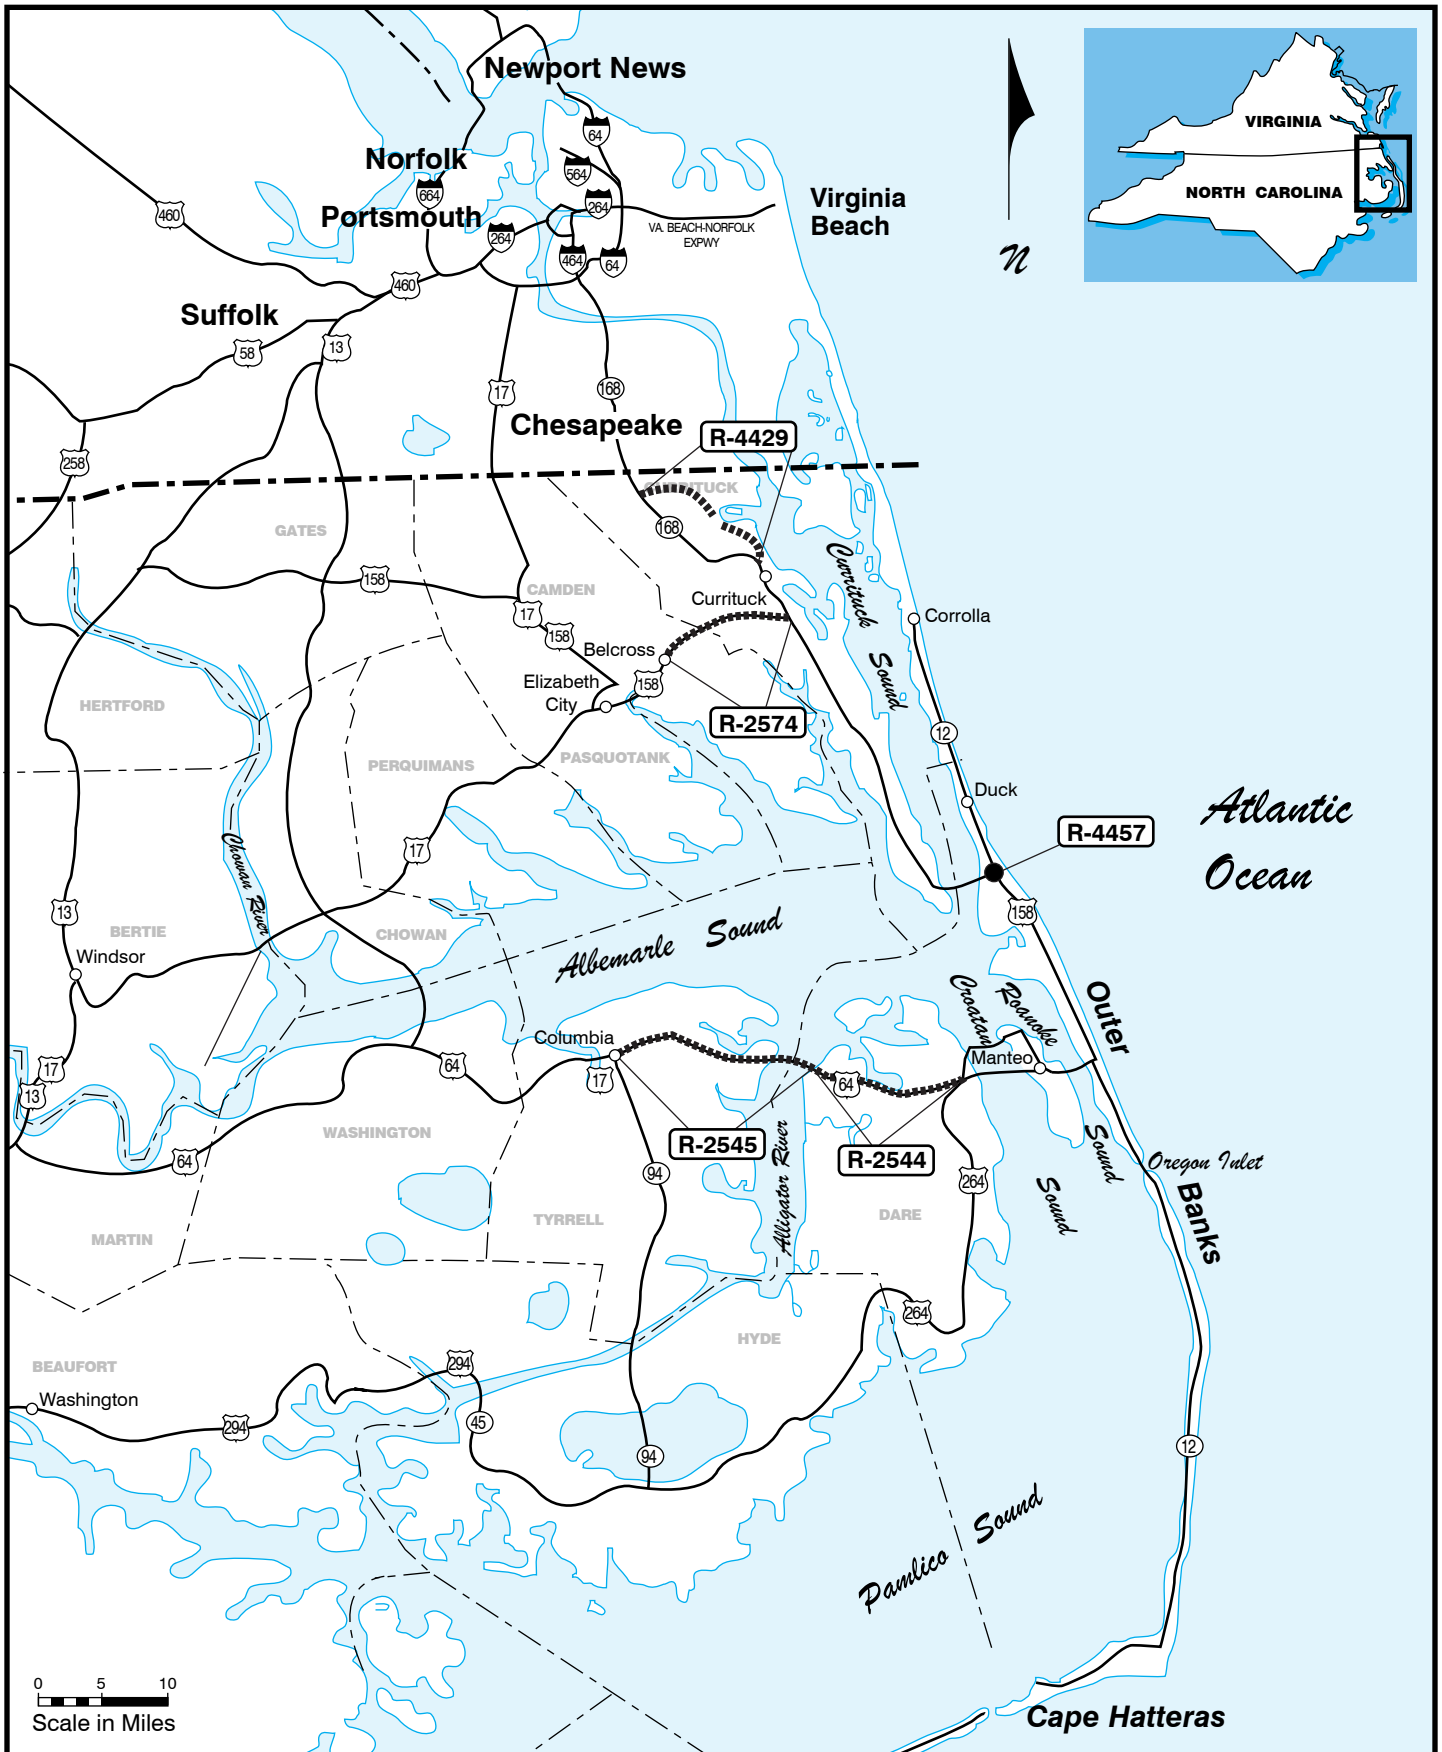 Newport News
64
Norfolk
564
664
264
Portsmouth
VA. BEACH-NORFOLK
EXPWY
264
464
64
Virginia
Beach
N
VIRGINIA
NORTH CAROLINA
460
460
Suffolk
58
13
17
168
Chesapeake
R-4429
258
CURRITUCK
GATES
168
158
CAMDEN
Currituck
Sound
17
Currituck
Corrolla
158
Belcross
Elizabeth
City
158
HERTFORD
R-2574
12
PERQUIMANS
PASQUOTANK
Duck
Atlantic
Ocean
R-4457
17
Chowan River
13
158
BERTIE
CHOWAN
Albemarle Sound
Windsor
Croatan
Sound
Roanoke
Sound
Outer
Banks
Columbia
Manteo
64
17
17
64
13
WASHINGTON
R-2545
R-2544
64
94
Alligator River
264
Oregon Inlet
MARTIN
TYRRELL
DARE
264
HYDE
BEAUFORT
294
Washington
294
45
94
12
Pamlico Sound
0 5 10
Scale in Miles
Cape Hatteras